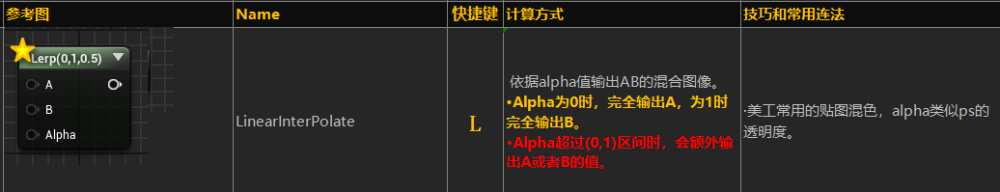 参考图
Name
快捷键
计算方式
技巧和常用连法
Lerp(0,1,0.5)
A
B
Alpha
LinearInterPolate
L
依据alpha值输出AB的混合图像。
•Alpha为0时，完全输出A，为1时
完全输出B。
•Alpha超过(0,1)区间时，会额外输
出A或者B的值。
·美工常用的贴图混色，alpha类似ps的
透明度。